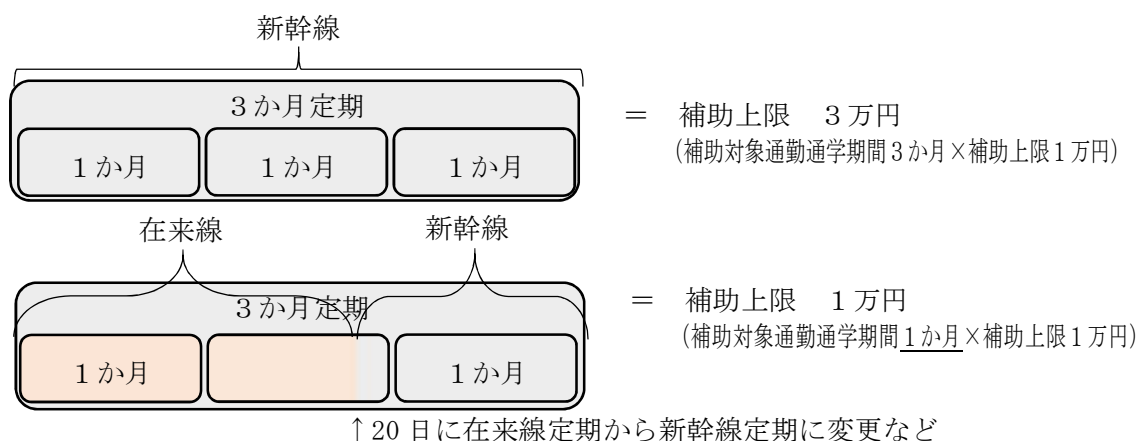 新幹線
３か月定期
１か月 １か月 １か月
＝ 補助上限 ３万円
(補助対象通勤通学期間３か月×補助上限１万円)
在来線 新幹線
３か月定期
１か月 １か月
＝ 補助上限 １万円
(補助対象通勤通学期間１か月×補助上限１万円)
↑20 日に在来線定期から新幹線定期に変更など